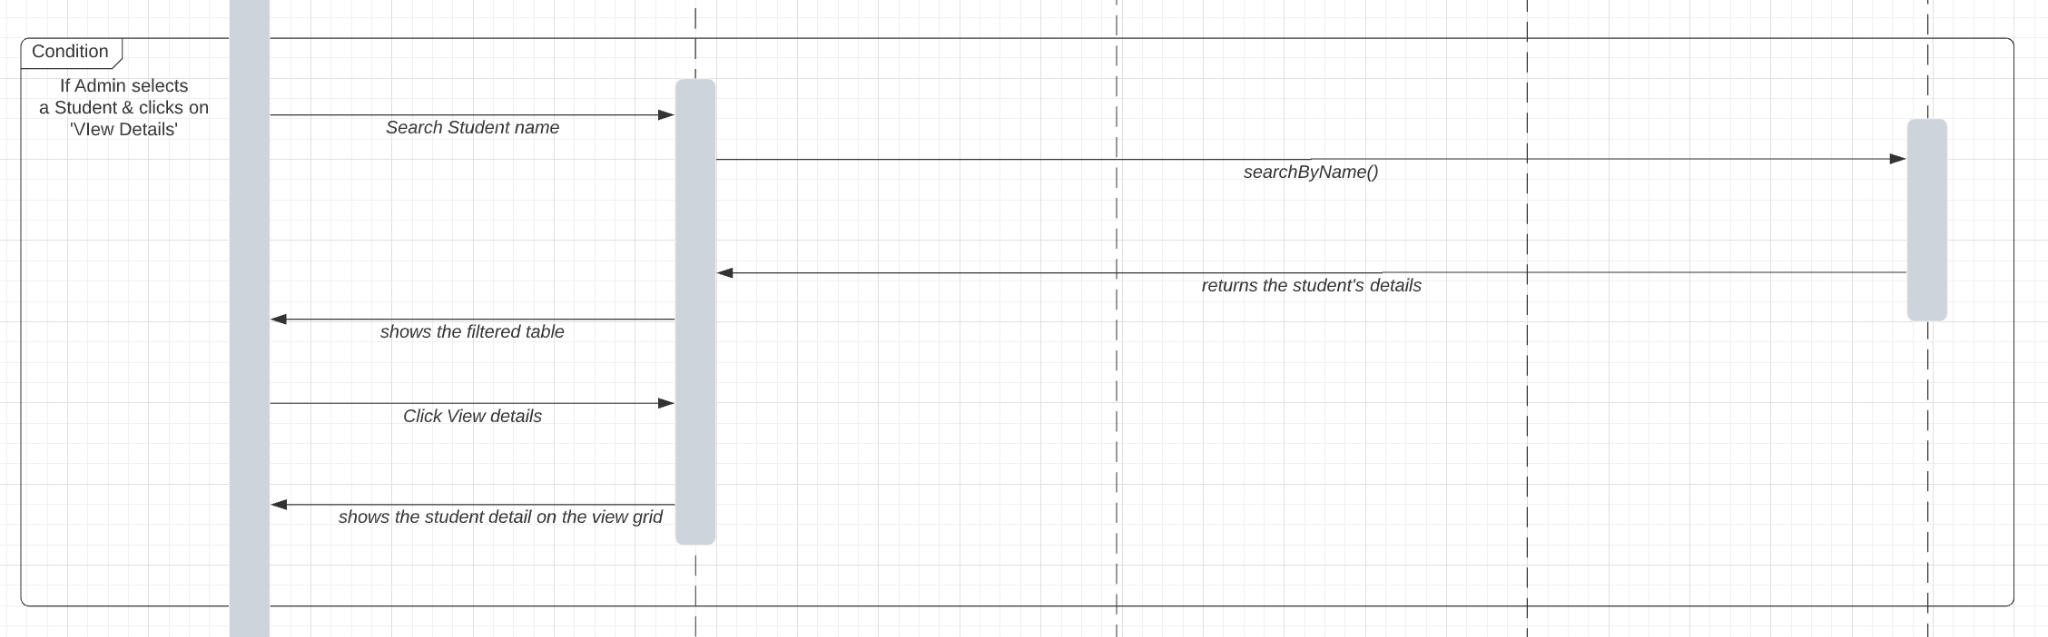 Condition
If Admin selects
a Student & clicks on
'VIew Details'
Search Student name
searchByName()
returns the student's details
shows the filtered table
Click View details
shows the student detail on the view grid